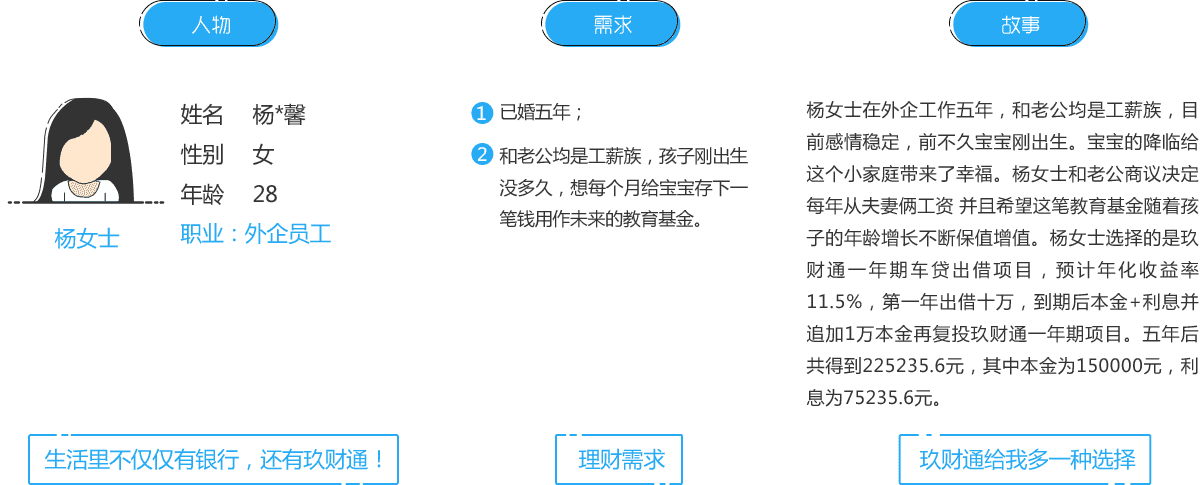 人物
姓名 杨*馨
性别 女
年龄 28
职业：外企员工
杨女士
生活里不仅仅有银行，还有玖财通！
需求
1 已婚五年；
2 和老公均是工薪族，孩子刚出生
没多久，想每个月给宝宝存下一
笔钱用作未来的教育基金。
理财需求
故事
杨女士在外企工作五年，和老公均是工薪族，目
前感情稳定，前不久宝宝刚出生。宝宝的降临给
这个小家庭带来了幸福。杨女士和老公商议决定
每年从夫妻俩工资 并且希望这笔教育基金随着孩
子的年龄增长不断保值增值。杨女士选择的是玖
财通一年期车贷出借项目，预计年化收益率
11.5%，第一年出借十万，到期后本金+利息并
追加1万本金再复投玖财通一年期项目。五年后
共得到225235.6元，其中本金为150000元，利
息为75235.6元。
玖财通给我多一种选择